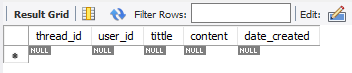 Result Grid Filter Rows: Edit:
thread_id user_id tittle content date_created
NULL NULL NULL NULL NULL